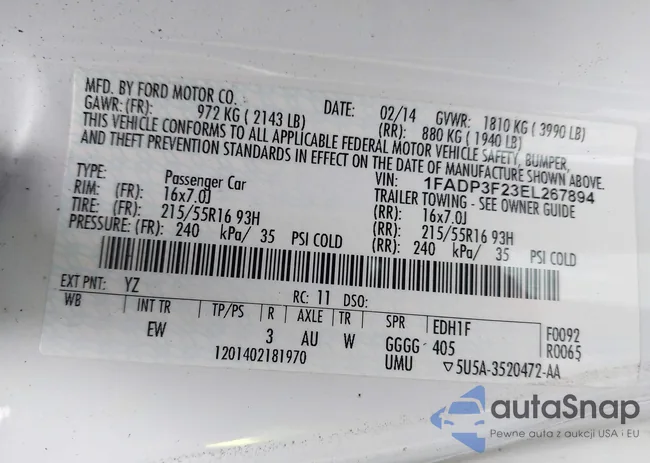 MFD. BY FORD MOTOR CO. DATE: 02/14 GVWR: 1810 KG ( 3990 LB)
GAWR: (FR): 972 KG ( 2143 LB) (RR): 880 KG ( 1940 LB)
THIS VEHICLE CONFORMS TO ALL APPLICABLE FEDERAL MOTOR VEHICLE SAFETY, BUMPER,
AND THEFT PREVENTION STANDARDS IN EFFECT ON THE DATE OF MANUFACTURE SHOWN ABOVE.
VIN: 1FADP3F23EL267894
TYPE: Passenger Car TRAILER TOWING - SEE OWNER GUIDE
RIM: (FR): 16x7.0J (RR): 16x7.0J
TIRE: (FR): 215/55R16 93H (RR): 215/55R16 93H
PRESSURE: (FR): 240 kPa/ 35 PSI COLD (RR): 240 kPa/ 35 PSI COLD
EXT PNT: YZ RC: 11 DSO:
WB INT TR TP/PS R AXLE TR SPR EDH1F F0092
EW 3 AU W GGGG 405 R0065
1201402181970 UMU ▽5U5A-3520472-AA
autaSnap
Pewne auta z aukcji USA · EU